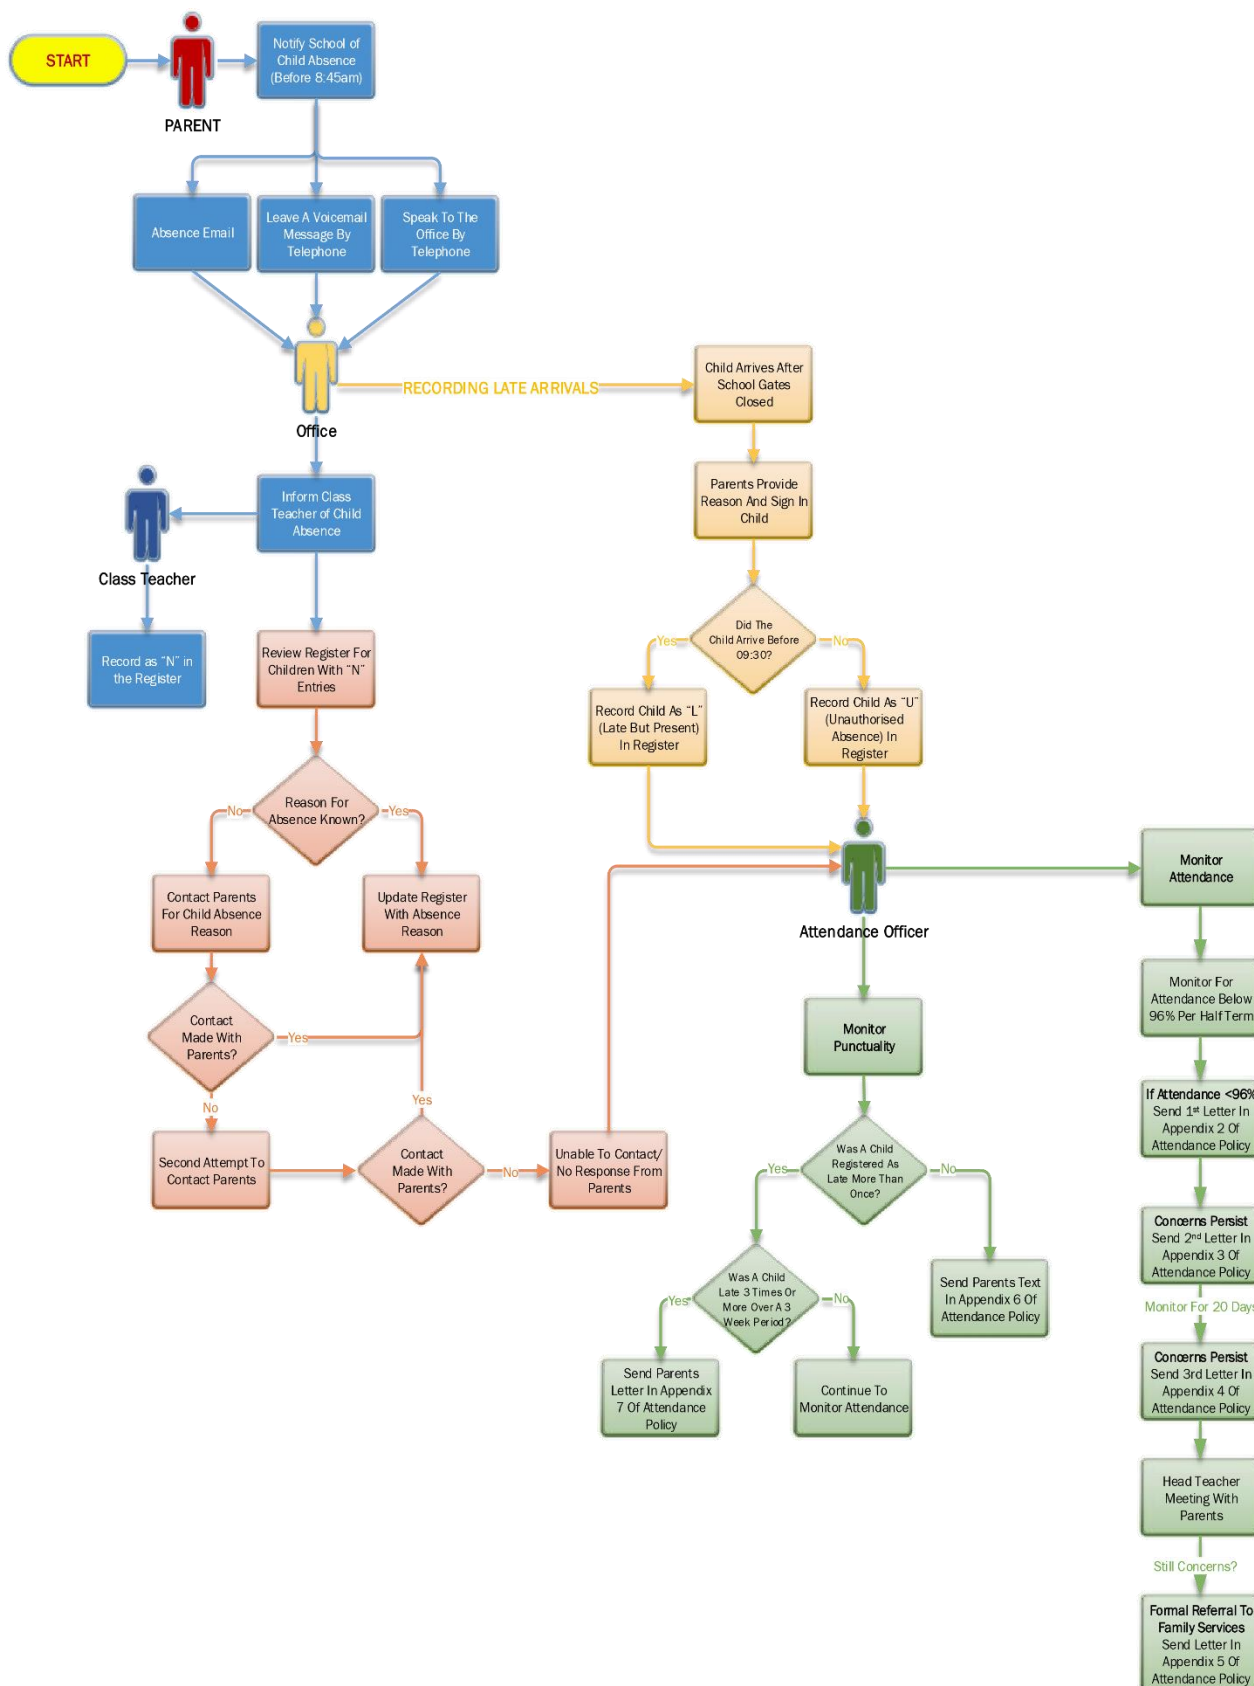 START
PARENT
Notify School of
Child Absence
(Before 8:45am)
Absence Email
Leave A Voicemail
Message By
Telephone
Speak To The
Office By
Telephone
Office
RECORDING LATE ARRIVALS
Child Arrives After
School Gates
Closed
Parents Provide
Reason And Sign In
Child
Did The
Child Arrive Before
09:30?
Yes
No
Record Child As “L”
(Late But Present)
In Register
Record Child As “U”
(Unauthorised
Absence) In
Register
Inform Class
Teacher of Child
Absence
Class Teacher
Record as “N” in
the Register
Review Register For
Children With “N”
Entries
Reason For
Absence Known?
No
Yes
Contact Parents
For Child Absence
Reason
Update Register
With Absence
Reason
Contact
Made With
Parents?
Yes
No
Second Attempt To
Contact Parents
Contact
Made With
Parents?
Yes
No
Unable To Contact/
No Response From
Parents
Attendance Officer
Monitor
Punctuality
Was A Child
Registered As
Late More Than
Once?
Yes
No
Was A Child
Late 3 Times Or
More Over A 3
Week Period?
Yes
No
Send Parents
Letter In Appendix
7 Of Attendance
Policy
Continue To
Monitor Attendance
Send Parents Text
In Appendix 6 Of
Attendance Policy
Monitor
Attendance
Monitor For
Attendance Below
96% Per Half Term
If Attendance <96%
Send 1st Letter In
Appendix 2 Of
Attendance Policy
Concerns Persist
Send 2nd Letter In
Appendix 3 Of
Attendance Policy
Monitor For 20 Days
Concerns Persist
Send 3rd Letter In
Appendix 4 Of
Attendance Policy
Head Teacher
Meeting With
Parents
Still Concerns?
Formal Referral To
Family Services
Send Letter In
Appendix 5 Of
Attendance Policy